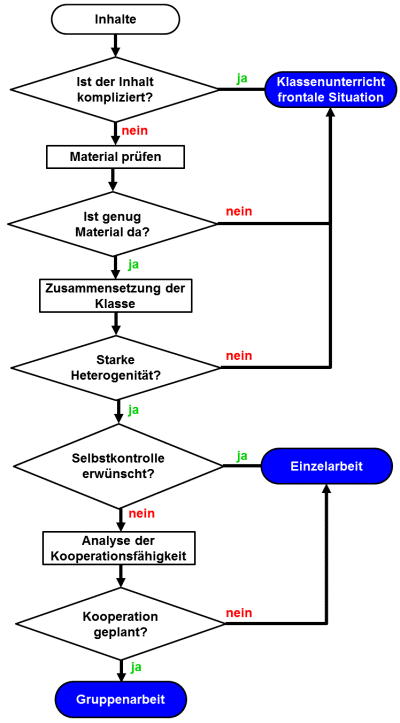 Inhalte
Ist der Inhalt
kompliziert?
ja
Klassenunterricht
frontale Situation
nein
Material prüfen
Ist genug
Material da?
nein
ja
Zusammensetzung der
Klasse
Starke
Heterogenität?
nein
ja
Selbstkontrolle
erwünscht?
ja
Einzelarbeit
nein
Analyse der
Kooperationsfähigkeit
Kooperation
geplant?
nein
ja
Gruppenarbeit